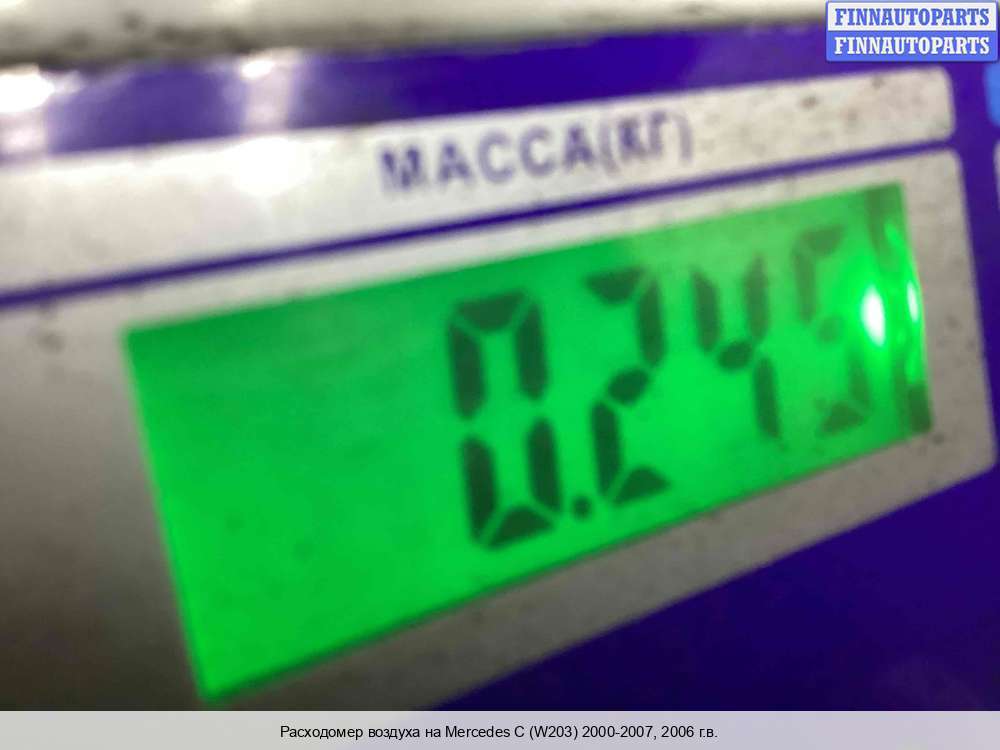 FINNAUTOPARTS
FINNAUTOPARTS
МАССА(КГ)
0.245
Расходомер воздуха на Mercedes C (W203) 2000-2007, 2006 г.в.